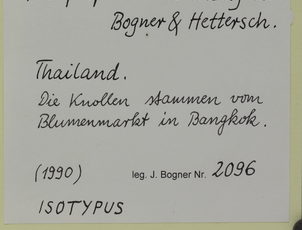 Bogner & Hettersch.
Thailand.
Die Knollen stammen vom
Blumenmarkt in Bangkok.
(1990) leg. J. Bogner Nr. 2096
ISOTYPUS